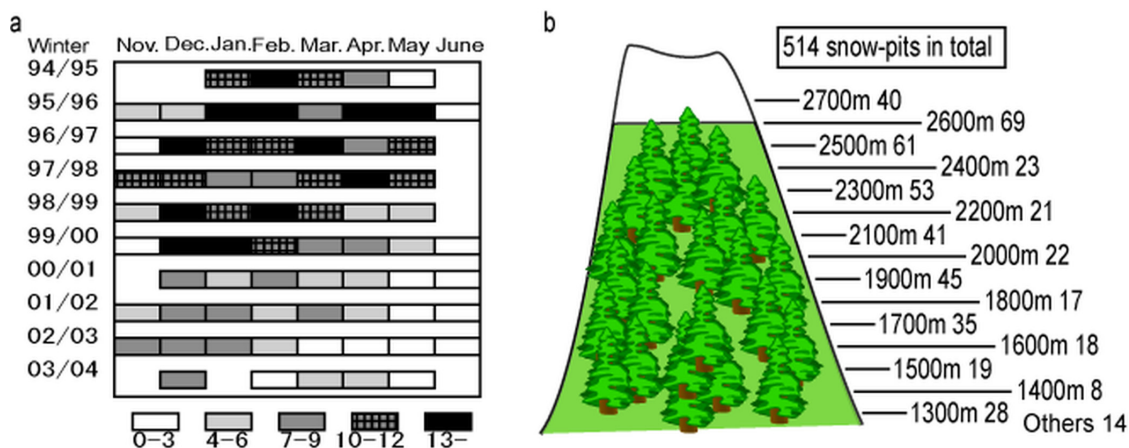 a
Winter Nov. Dec. Jan. Feb. Mar. Apr. May June
94/95
95/96
96/97
97/98
98/99
99/00
00/01
01/02
02/03
03/04
0-3 4-6 7-9 10-12 13-
b
514 snow-pits in total
2700m 40
2600m 69
2500m 61
2400m 23
2300m 53
2200m 21
2100m 41
2000m 22
1900m 45
1800m 17
1700m 35
1600m 18
1500m 19
1400m 8
1300m 28
Others 14